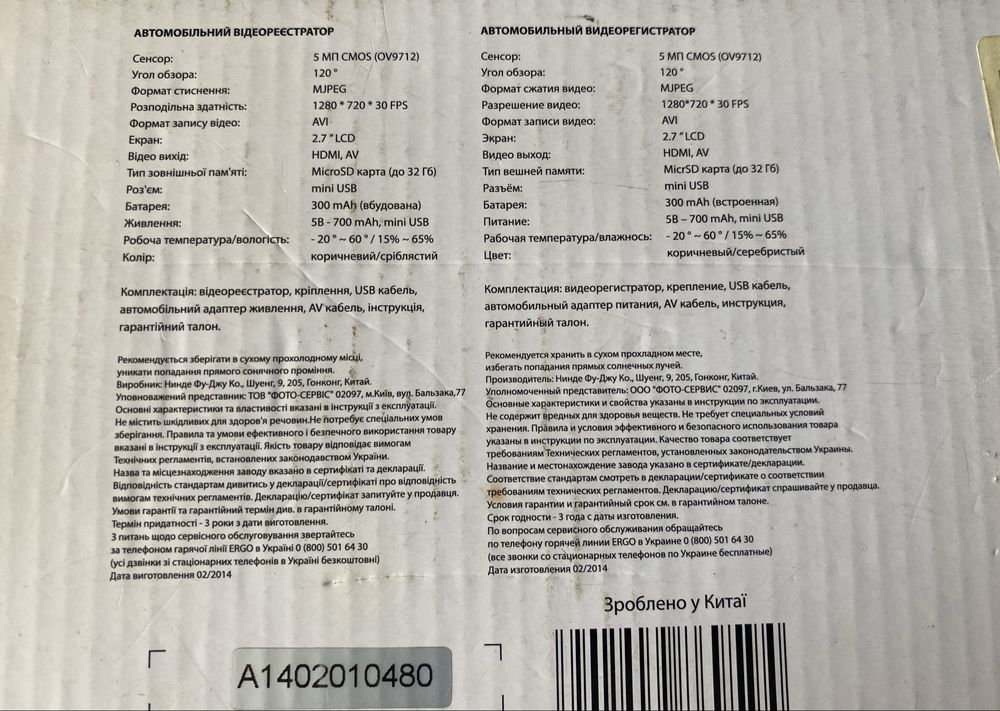 АВТОМОБІЛЬНИЙ ВІДЕОРЕЄСТРАТОР
Сенсор: 5 МП CMOS (OV9712)
Угол обзора: 120 °
Формат стиснення: MJPEG
Розподільна здатність: 1280 * 720 * 30 FPS
Формат запису відео: AVI
Екран: 2.7 " LCD
Відео вихід: HDMI, AV
Тип зовнішньої пам'яті: MicroSD карта (до 32 Гб)
Роз'єм: mini USB
Батарея: 300 mAh (вбудована)
Живлення: 5В - 700 mAh, mini USB
Робоча температура/вологість: - 20 ° ~ 60 ° / 15% ~ 65%
Колір: коричневий/сріблястий
Комплектація: відеореєстратор, кріплення, USB кабель,
автомобільний адаптер живлення, AV кабель, інструкція,
гарантійний талон.
Рекомендується зберігати в сухому прохолодному місці,
уникати попадання прямого сонячного проміння.
Виробник: Нинде Фу-Джу Ко., Шуенг, 9, 205, Гонконг, Китай.
Уповноважений представник: ТОВ "ФОТО-СЕРВІС" 02097, м.Київ, вул. Бальзака,77
Основні характеристики та властивості вказані в інструкції з експлуатації.
Не містить шкідливих для здоров'я речовин.Не потребує спеціальних умов
зберігання. Правила та умови ефективного і безпечного використання товару
вказані в інструкції з експлуатації. Якість товару відповідає вимогам
Технічних регламентів, встановлених законодавством України.
Назва та місцезнаходження заводу вказано в сертифікаті та декларації.
Відповідність стандартам дивитись у декларації/сертифікаті про відповідність
вимогам технічних регламентів. Декларацію/сертифікат запитуйте у продавця.
Умови гарантії та гарантійний термін див. в гарантійному талоні.
Термін придатності - 3 роки з дати виготовлення.
З питань щодо сервісного обслуговування звертайтесь
за телефоном гарячої лінії ERGO в Україні 0 (800) 501 64 30
(усі дзвінки зі стаціонарних телефонів в Україні безкоштовні)
Дата виготовлення 02/2014
АВТОМОБИЛЬНЫЙ ВИДЕОРЕГИСТРАТОР
Сенсор: 5 МП CMOS (OV9712)
Угол обзора: 120 °
Формат сжатия видео: MJPEG
Разрешение видео: 1280*720 * 30 FPS
Формат записи видео: AVI
Экран: 2.7 " LCD
Видео выход: HDMI, AV
Тип вешней памяти: MicrSD карта (до 32 Гб)
Разъём: mini USB
Батарея: 300 mAh (встроенная)
Питание: 5В – 700 mAh, mini USB
Рабочая температура/влажнось: - 20 ° ~ 60 ° / 15% ~ 65%
Цвет: коричневый/серебристый
Комплектация: видеорегистратор, крепление, USB кабель,
автомобильный адаптер питания, AV кабель, инструкция,
гарантийный талон.
Рекомендуется хранить в сухом прохладном месте,
избегать попадания прямых солнечных лучей.
Производитель: Нинде Фу-Джу Ко., Шуенг, 9, 205, Гонконг, Китай.
Уполномоченный представитель: ООО "ФОТО-СЕРВИС" 02097, г.Киев, ул. Бальзака, 77
Основные характеристики и свойства указаны в инструкции по эксплуатации.
Не содержит вредных для здоровья веществ. Не требует специальных условий
хранения. Правила и условия эффективного и безопасного использования товара
указаны в инструкции по эксплуатации. Качество товара соответствует
требованиям Технических регламентов, установленных законодательством Украины.
Название и местонахождение завода указано в сертификате/декларации.
Соответствие стандартам смотреть в декларации/сертификате о соответствии
требованиям технических регламентов. Декларацию/сертификат спрашивайте у продавца.
Условия гарантии и гарантийный срок см. в гарантийном талоне.
Срок годности - 3 года с даты изготовления.
По вопросам сервисного обслуживания обращайтесь
по телефону горячей линии ERGO в Украине 0 (800) 501 64 30
(все звонки со стационарных телефонов по Украине бесплатные)
Дата изготовления 02/2014
Зроблено у Китаї
A1402010480